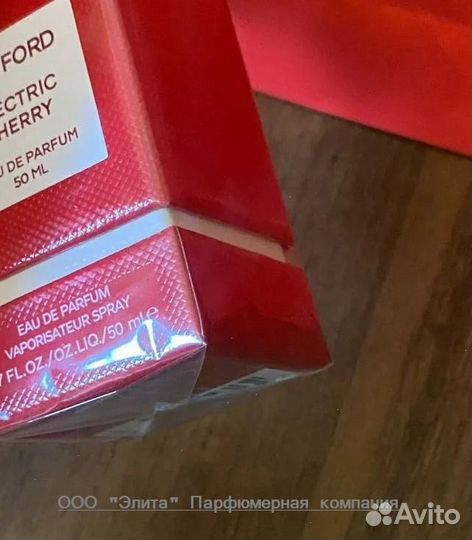 FORD
ECTRIC
HERRY
U DE PARFUM
50 ML
EAU DE PARFUM
VAPORISATEUR SPRAY
7 FL.OZ./OZ.LIQ./50 ml ℮
ООО "Элита" Парфюмерная компания
Avito